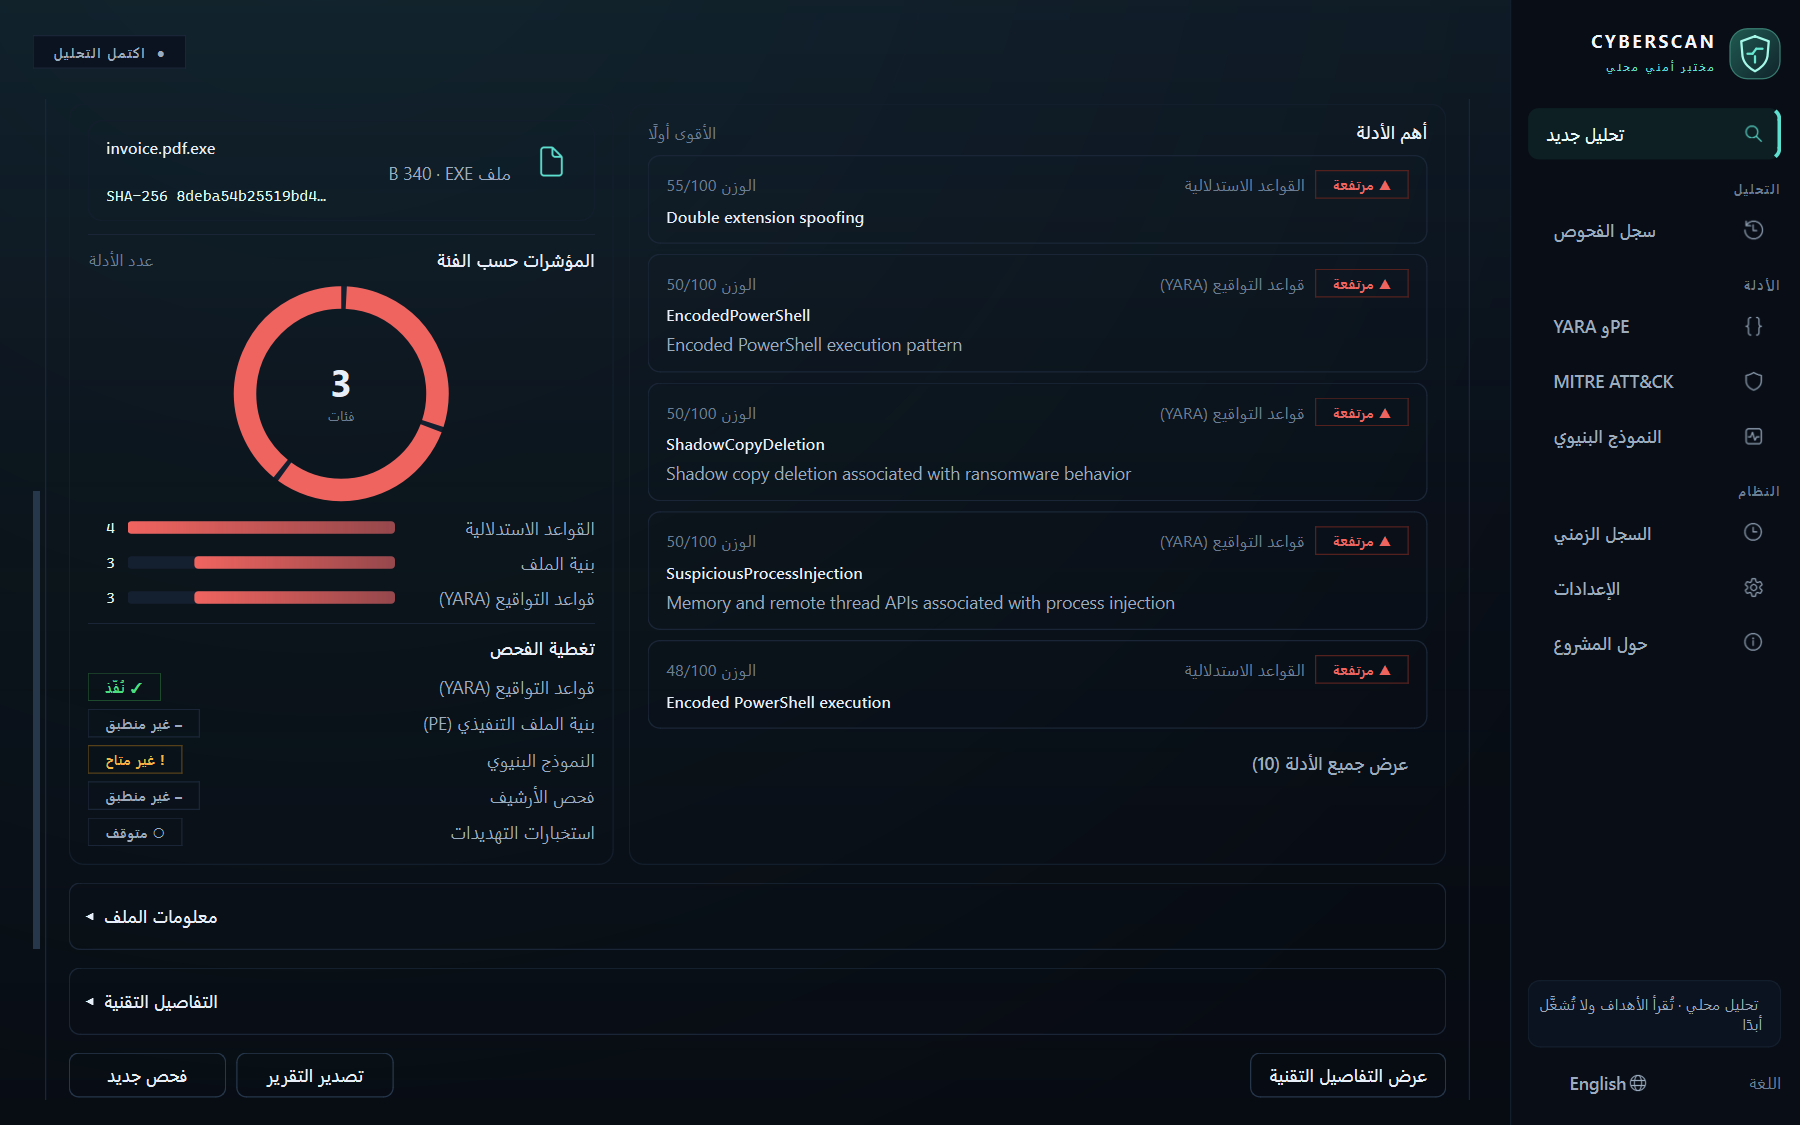 CYBERSCAN
مختبر أمني محلي
تحليل جديد
التحليل
سجل الفحوص
الأدلة
YARA وPE
MITRE ATT&CK
النموذج البنيوي
النظام
السجل الزمني
الإعدادات
حول المشروع
تحليل محلي · تُقرأ الأهداف ولا تُشغَّل
أبدًا
اللغة
English
● اكتمل التحليل
أهم الأدلة
الأقوى أولًا
▲ مرتفعة
القواعد الاستدلالية
الوزن 55/100
Double extension spoofing
▲ مرتفعة
قواعد التواقيع (YARA)
الوزن 50/100
EncodedPowerShell
Encoded PowerShell execution pattern
▲ مرتفعة
قواعد التواقيع (YARA)
الوزن 50/100
ShadowCopyDeletion
Shadow copy deletion associated with ransomware behavior
▲ مرتفعة
قواعد التواقيع (YARA)
الوزن 50/100
SuspiciousProcessInjection
Memory and remote thread APIs associated with process injection
▲ مرتفعة
القواعد الاستدلالية
الوزن 48/100
Encoded PowerShell execution
عرض جميع الأدلة (10)
invoice.pdf.exe
ملف EXE · 340 B
SHA-256 8deba54b25519bd4…
المؤشرات حسب الفئة
عدد الأدلة
3
فئات
القواعد الاستدلالية 4
بنية الملف 3
قواعد التواقيع (YARA) 3
تغطية الفحص
قواعد التواقيع (YARA) ✓ نُفّذ
بنية الملف التنفيذي (PE) – غير منطبق
النموذج البنيوي ! غير متاح
فحص الأرشيف – غير منطبق
استخبارات التهديدات ○ متوقف
معلومات الملف
التفاصيل التقنية
عرض التفاصيل التقنية
تصدير التقرير
فحص جديد